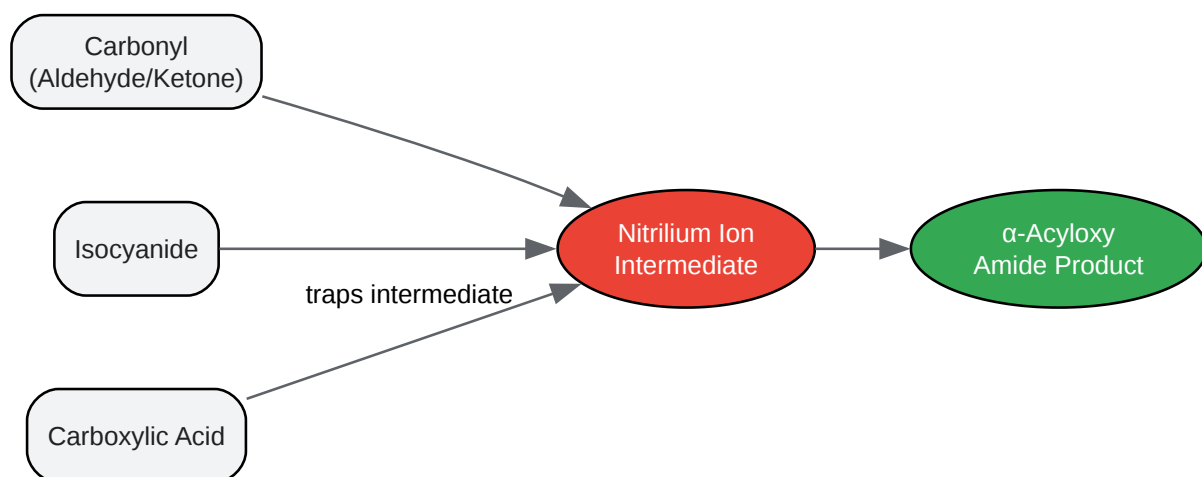 Carbonyl
(Aldehyde/Ketone)
Isocyanide
Nitrilium Ion
Intermediate
α-Acyloxy
Amide Product
traps intermediate
Carboxylic Acid